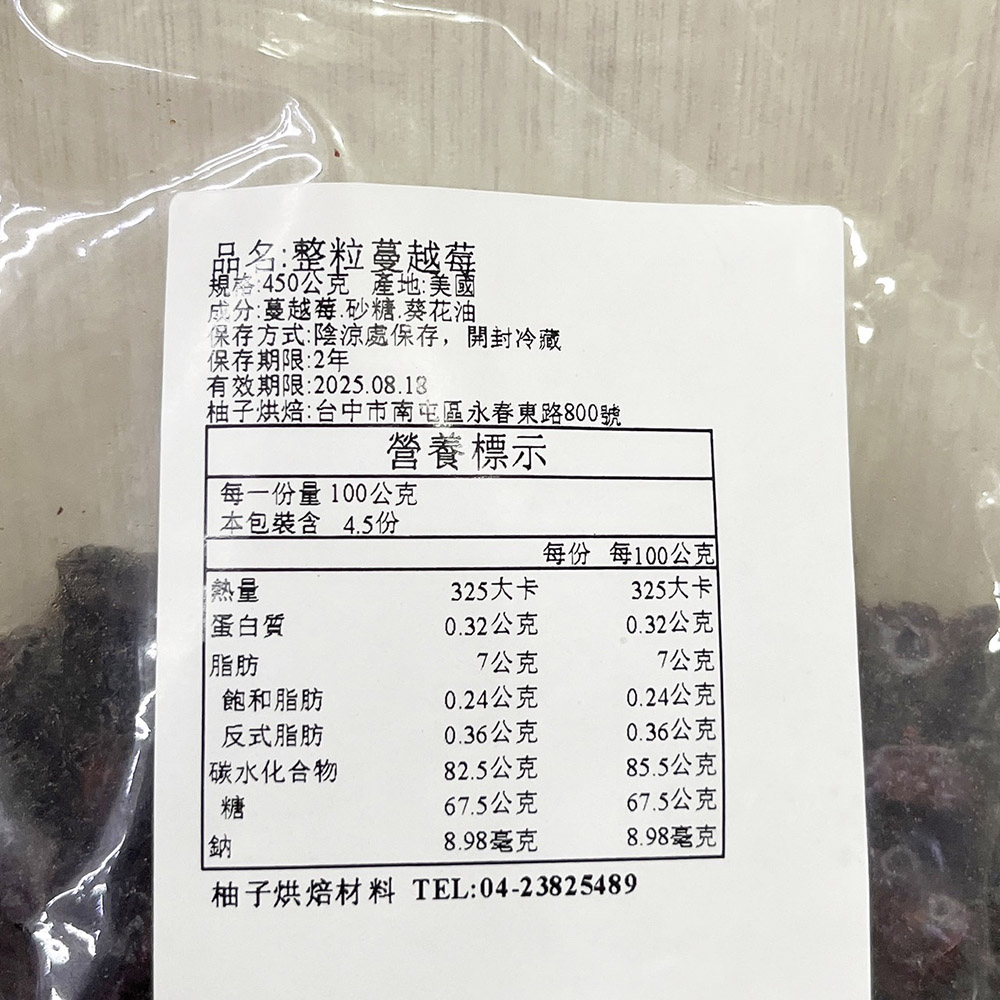 品名:整粒蔓越莓
規格:450公克 產地:美國
成分:蔓越莓.砂糖.葵花油
保存方式:陰涼處保存，開封冷藏
保存期限:2年
有效期限:2025.08.18
柚子烘焙:台中市南屯區永春東路800號
營養標示
每一份量 100公克
本包裝含 4.5份
每份 每100公克
熱量 325大卡 325大卡
蛋白質 0.32公克 0.32公克
脂肪 7公克 7公克
飽和脂肪 0.24公克 0.24公克
反式脂肪 0.36公克 0.36公克
碳水化合物 82.5公克 85.5公克
糖 67.5公克 67.5公克
鈉 8.98毫克 8.98毫克
柚子烘焙材料 TEL:04-23825489